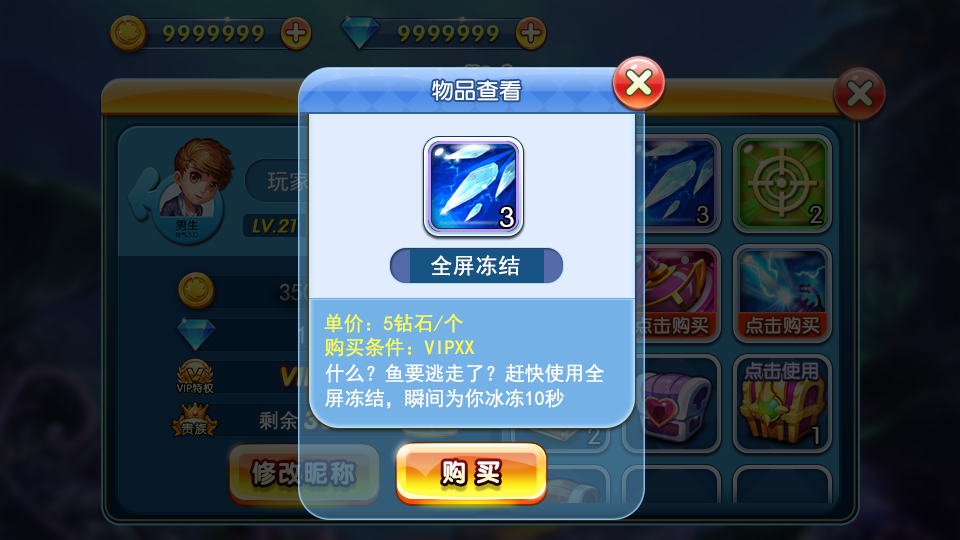 9999999
9999999
物品查看
3
全屏冻结
单价：5钻石/个
购买条件：VIPXX
什么？鱼要逃走了？赶快使用全
屏冻结，瞬间为你冰冻10秒
购买
玩家
男生
LV.21
350
1
VIP特权
VI
贵族
剩余3
修改昵称
3
2
点击购买
点击购买
2
点击使用
1